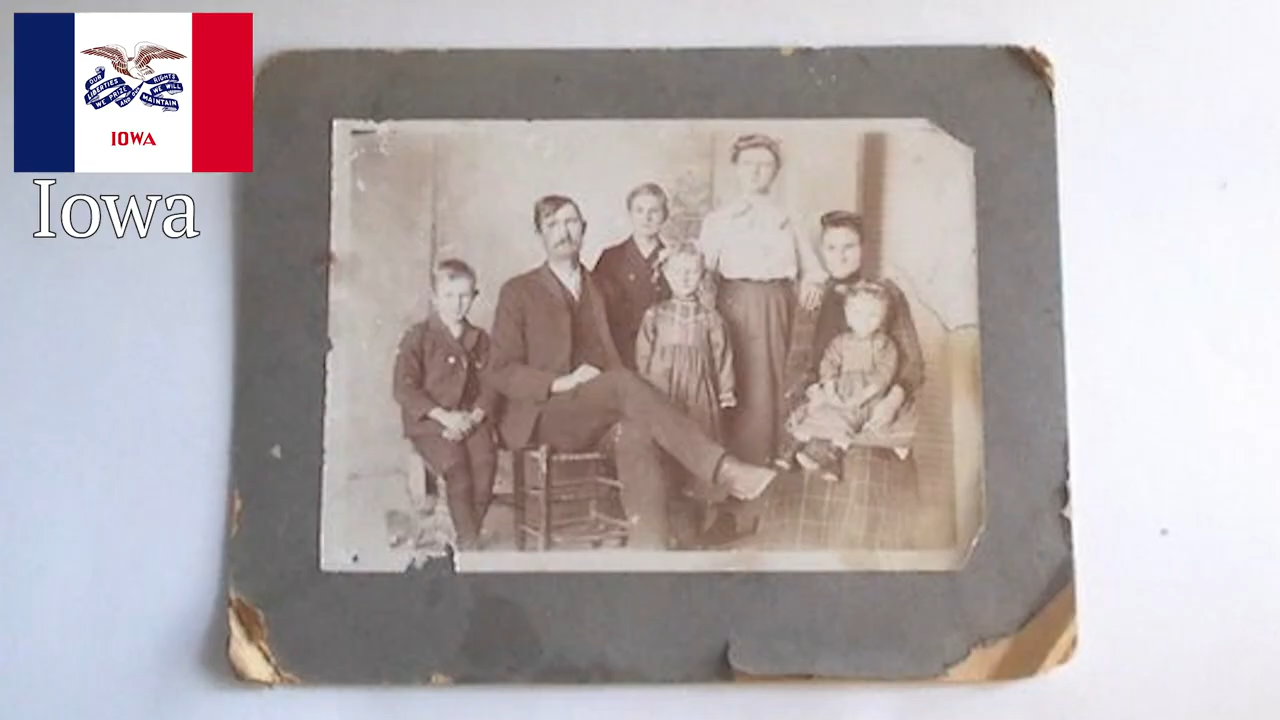 OUR
LIBERTIES
WE PRIZE
AND OUR
RIGHTS
WE WILL
MAINTAIN
IOWA
Iowa